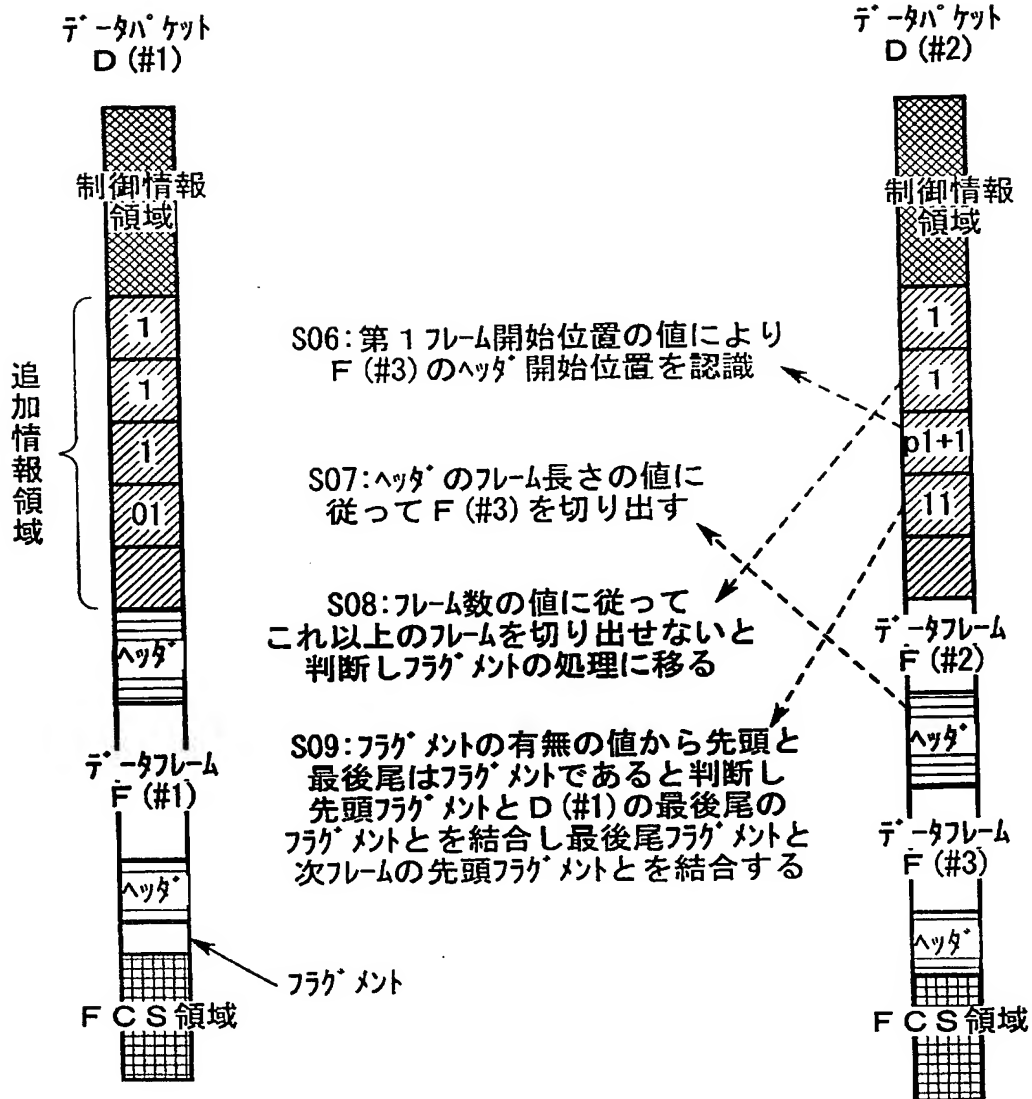 データパケット
D (#1)
制御情報
領域
追加情報領域
1
1
1
01
ヘッダ
データフレーム
F (#1)
ヘッダ
フラグメント
FCS領域
S06:第1フレーム開始位置の値により
F (#3) のヘッダ開始位置を認識
S07:ヘッダのフレーム長さの値に
従って F (#3) を切り出す
S08:フレーム数の値に従って
これ以上のフレームを切り出せないと
判断しフラグメントの処理に移る
S09:フラグメントの有無の値から先頭と
最後尾はフラグメントであると判断し
先頭フラグメントと D (#1) の最後尾の
フラグメントとを結合し最後尾フラグメントと
次フレームの先頭フラグメントとを結合する
データパケット
D (#2)
制御情報
領域
1
1
p1+1
11
データフレーム
F (#2)
ヘッダ
データフレーム
F (#3)
ヘッダ
FCS領域